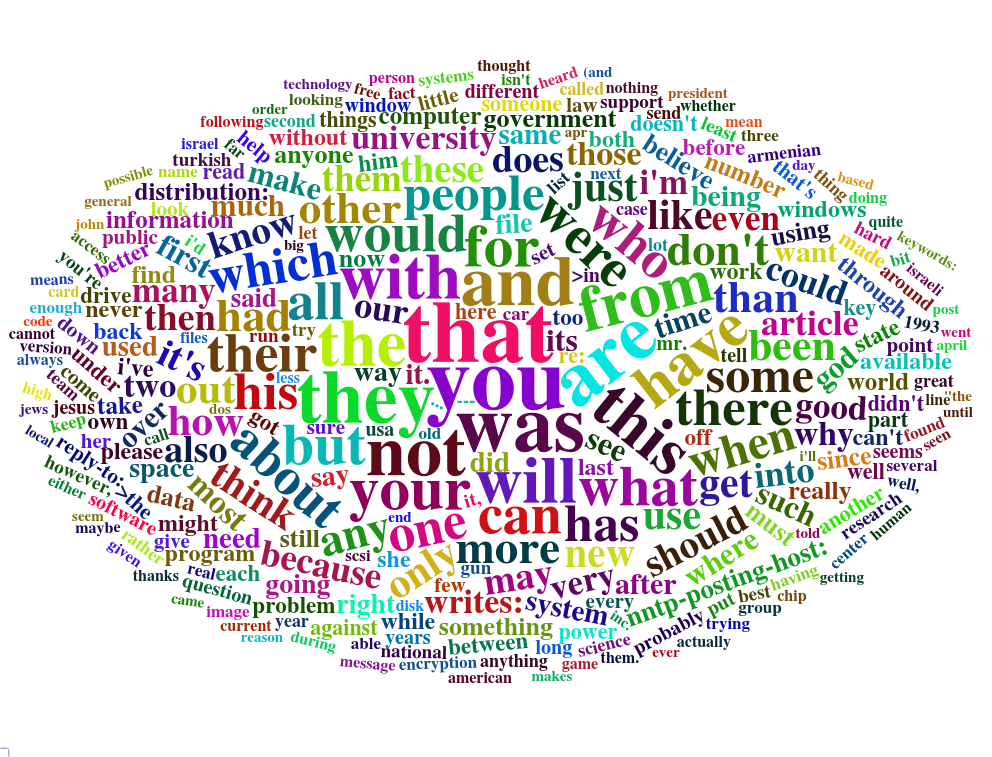 thought
technology person systems isn't heard (and
free, fact different called nothing
looking window little someone law support president
order computer government send whether
following second things without university same apr both doesn't least mean three
israel far help anyone him these does those believe before armenian
turkish read make them people list just next i'm number that's day thing based
possible name distribution: other file were who case being doing
general look much would for like even windows quite
john information i'd know let set lot don't using want made hard keywords:
access public better first big now with and >in from work could through bit israeli
you're find which here car are than key around
means drive many said all our too time article 1993 post
card never then had try that its mr. been state point went april
enough back files run the re: have tell god available
code down used it's their way it. you some world great
cannot version i've less
always under two out his they ... --- this there good didn't line "the
high team come dos was part until
jews jesus take over how got sure usa old see off when why can't found
keep own call but not i'll seems seen
local her please also about did last into since well several
reply-to: >the space say your will what get well,
however, most think it, such really another research
either software data any one end can has use must told human
seem might still more new should where center
maybe rather give need scsi
given program because she only gun may very after nntp-posting-host: having getting
thanks real each going few
question problem right disk writes: system every put best chip
came image inc. group
current year against while something power probably trying
reason during years between long science actually
able national them. ever
message encryption anything game
american makes